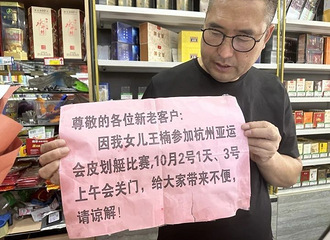 尊敬的各位新老客户:
因我女儿王楠参加杭州亚运
会皮划艇比赛,10月2号1天、3号
上午会关门,给大家带来不便,
请谅解!